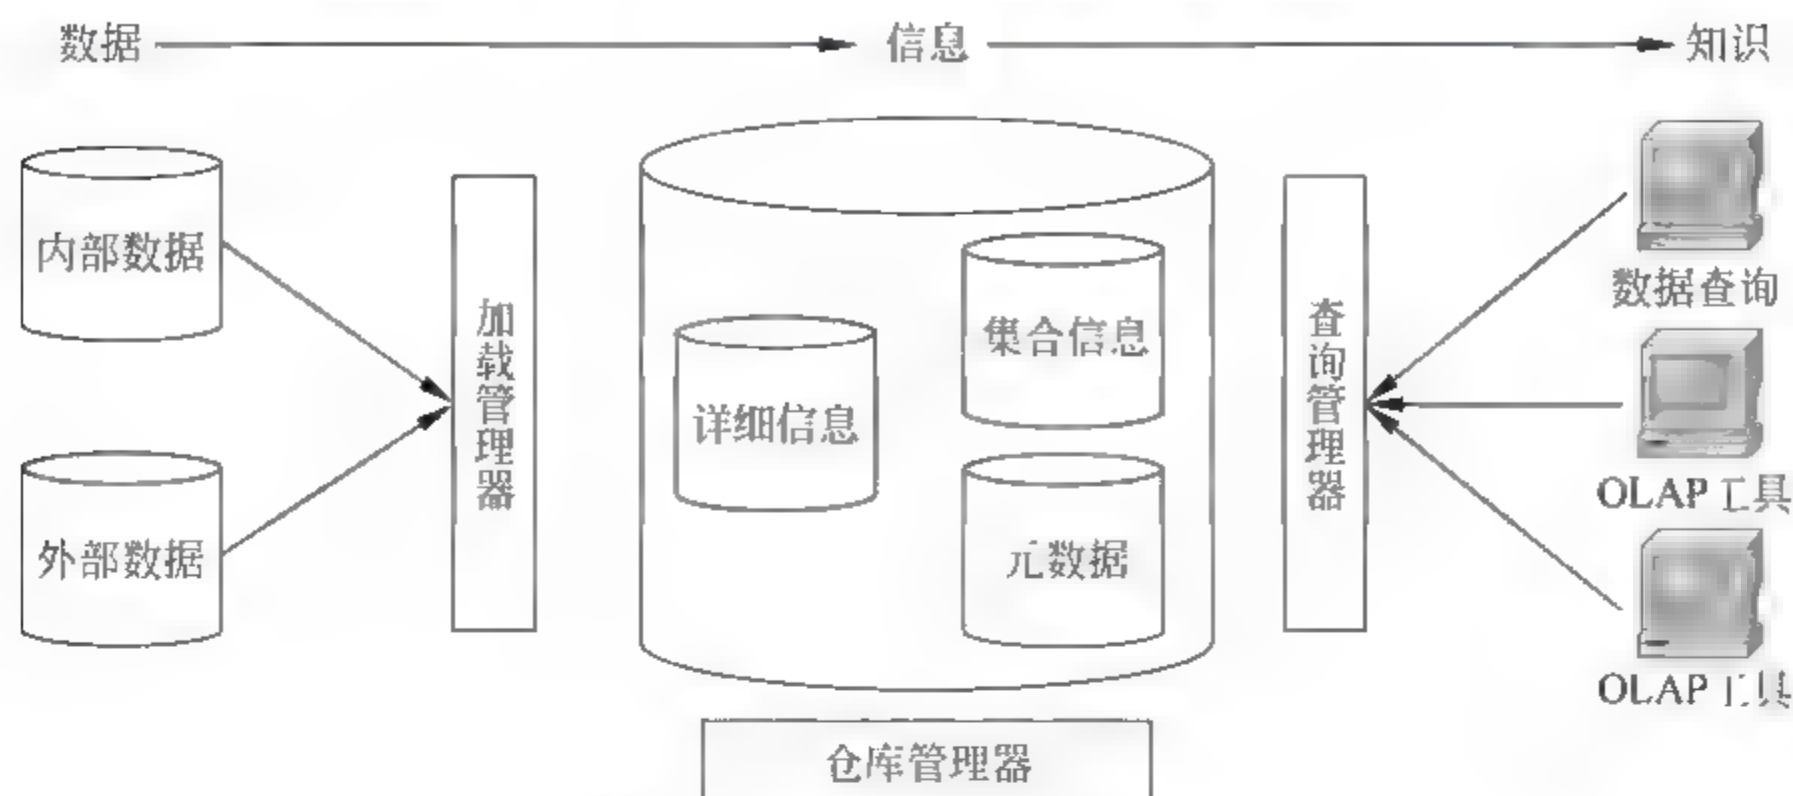 数据 信息 知识
内部数据
外部数据
加载管理器
详细信息
集合信息
元数据
查询管理器
数据查询
OLAP 工具
OLAP 工具
仓库管理器